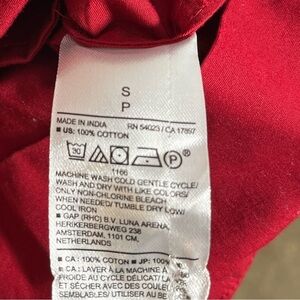 S
P
MADE IN INDIA RN 54023 / CA 17897
■ US: 100% COTTON
30 P
1166
MACHINE WASH COLD GENTLE CYCLE/
WASH AND DRY WITH LIKE COLORS/
ONLY NON-CHLORINE BLEACH
WHEN NEEDED/ TUMBLE DRY LOW/
COOL IRON
■ GAP (RHC) B.V. LUNA ARENA,
HERIKERBERGWEG 238
AMSTERDAM, 1101 CM,
NETHERLANDS
■ CA: 100% COTON ■ JP: 100%
■ CA: LAVER À LA MACHINE À
FROIDE AU CYCLE DÉLICAT
ET SÉCHER AVEC DES COULEU
SEMBLABLES/ UTILISER AU BE